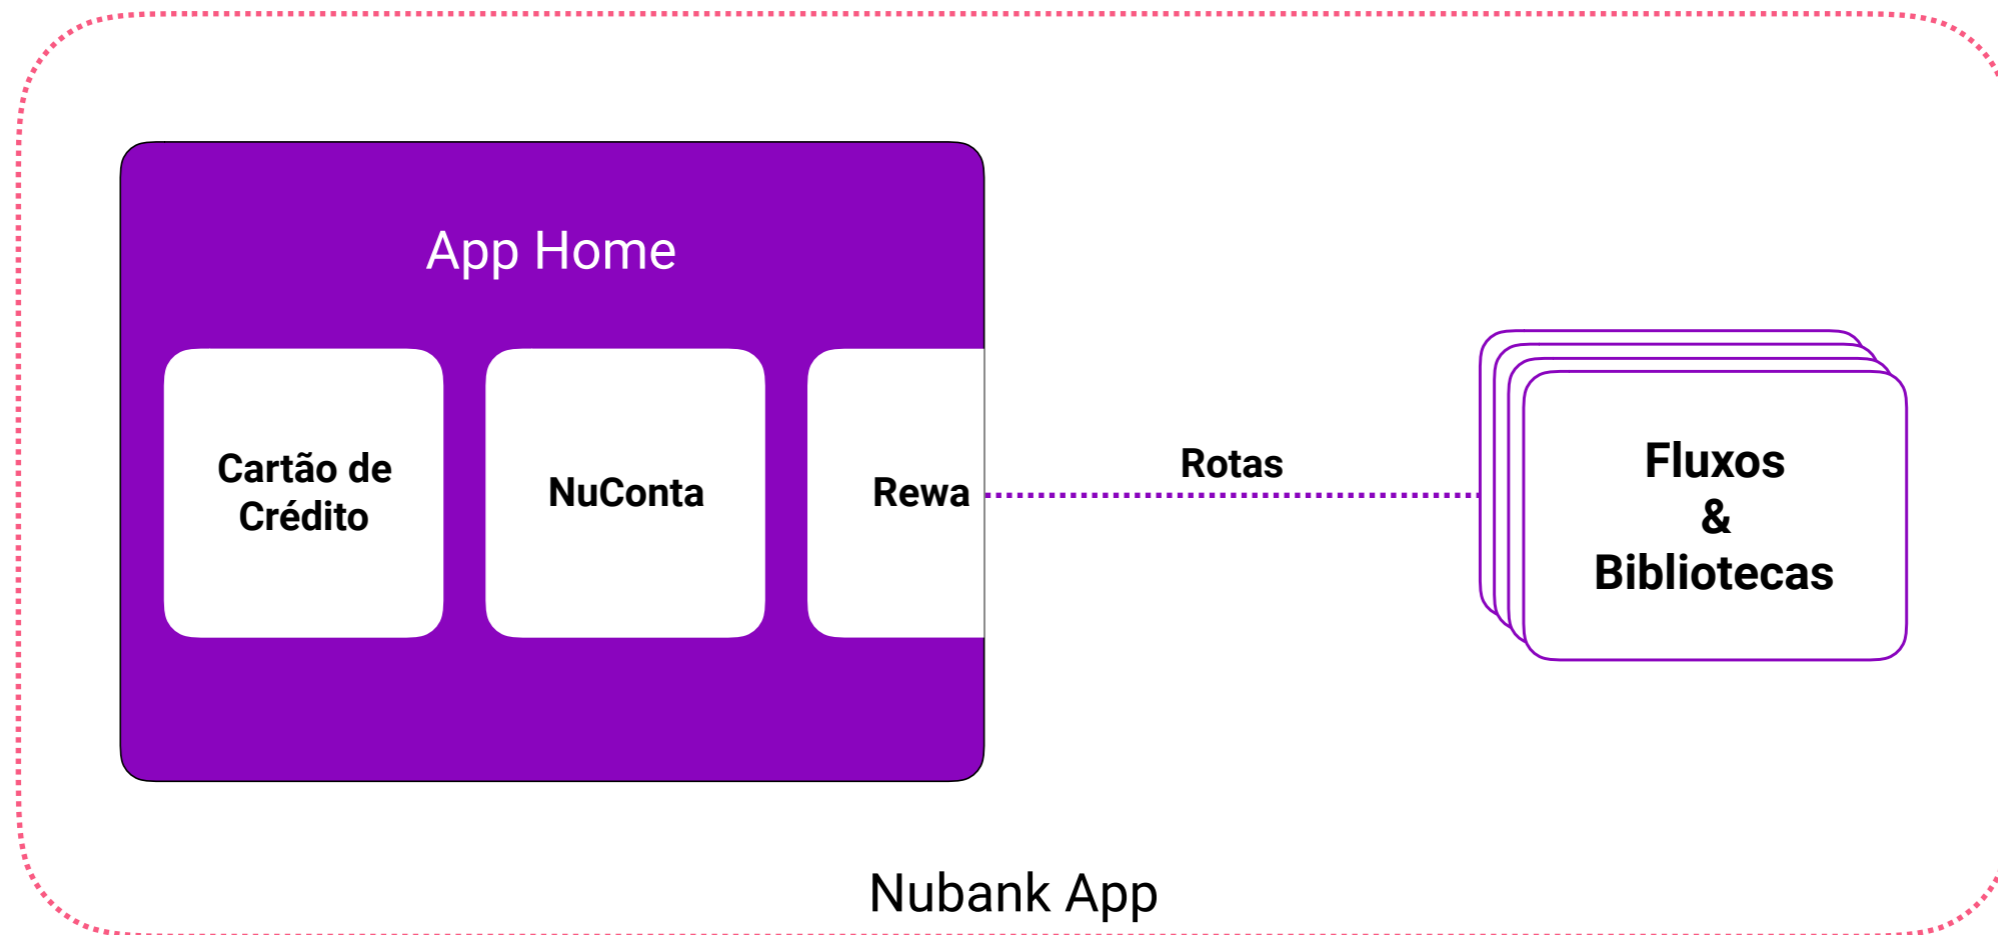 App Home
Cartão de
Crédito
NuConta
Rewa
Rotas
Fluxos
&
Bibliotecas
Nubank App